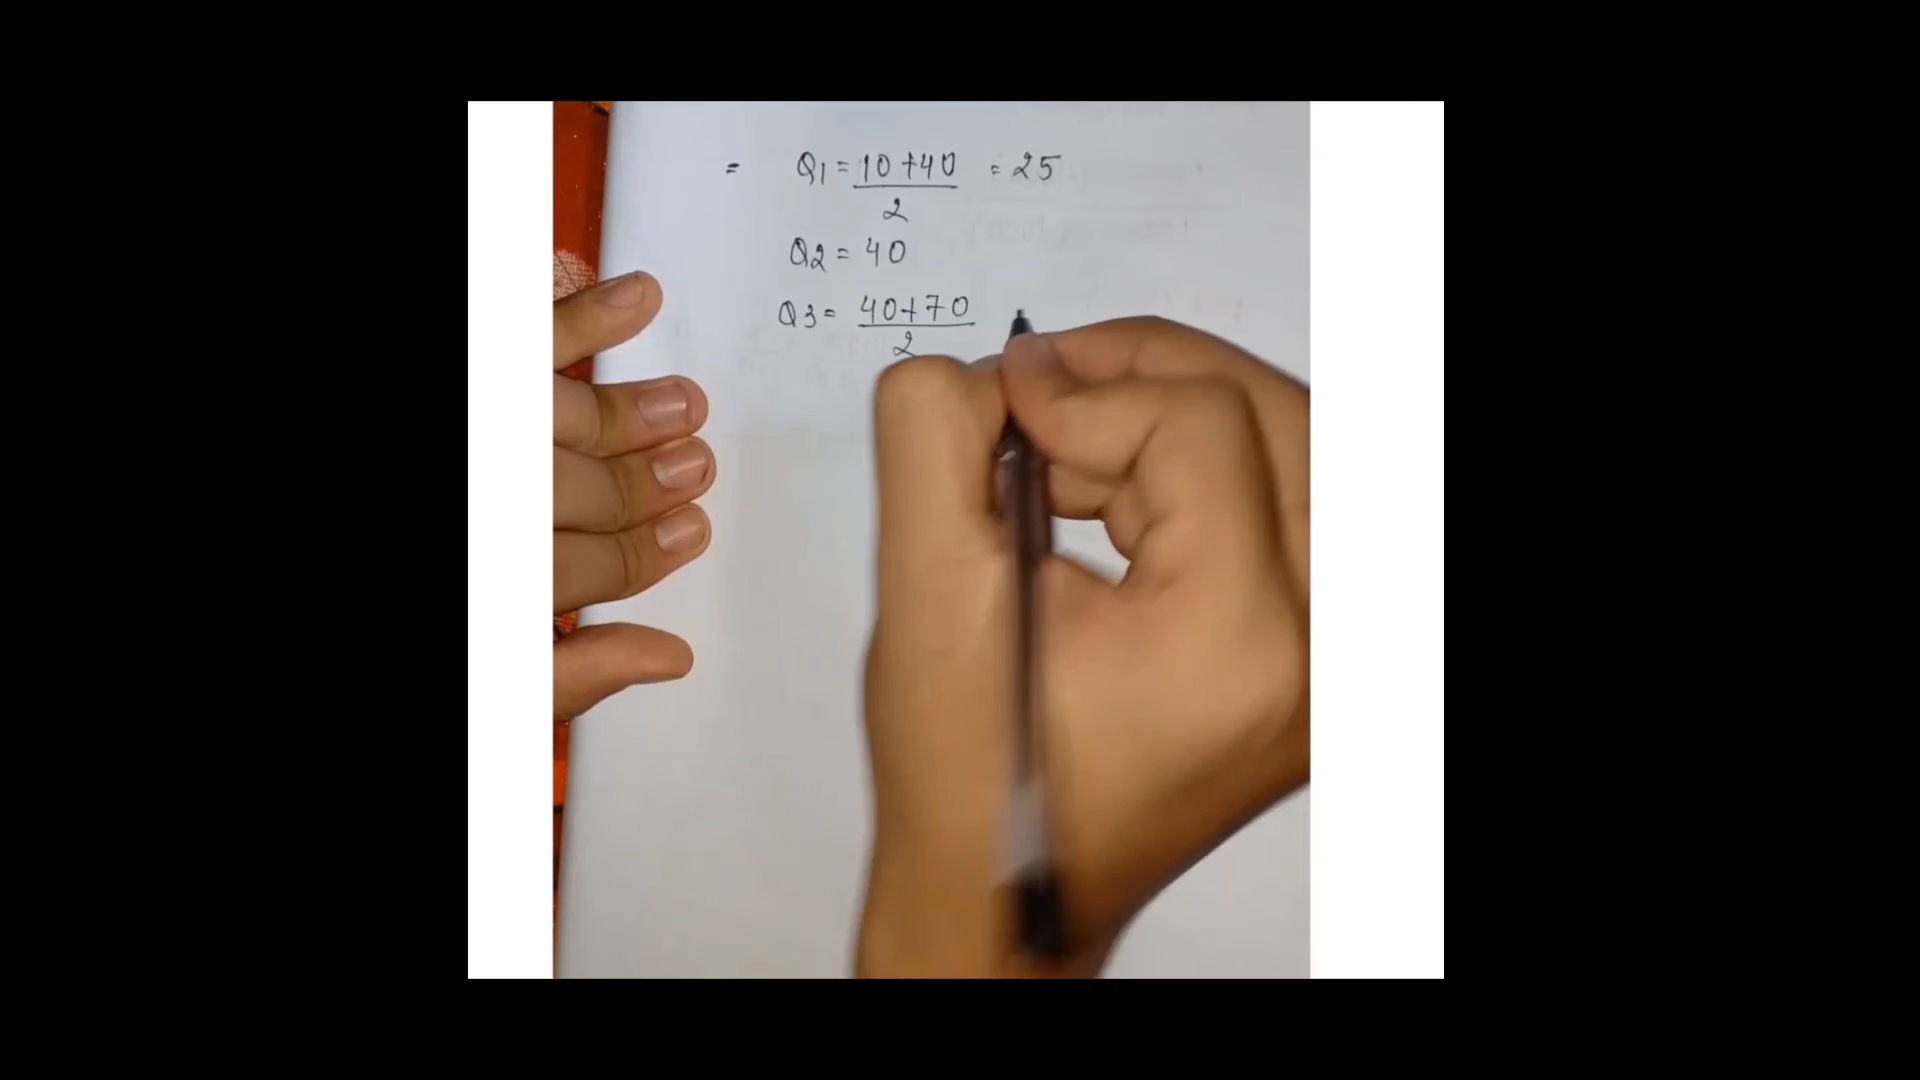 = Q1 = 10+40 = 25
2
Q2 = 40
Q3 = 40+70
2